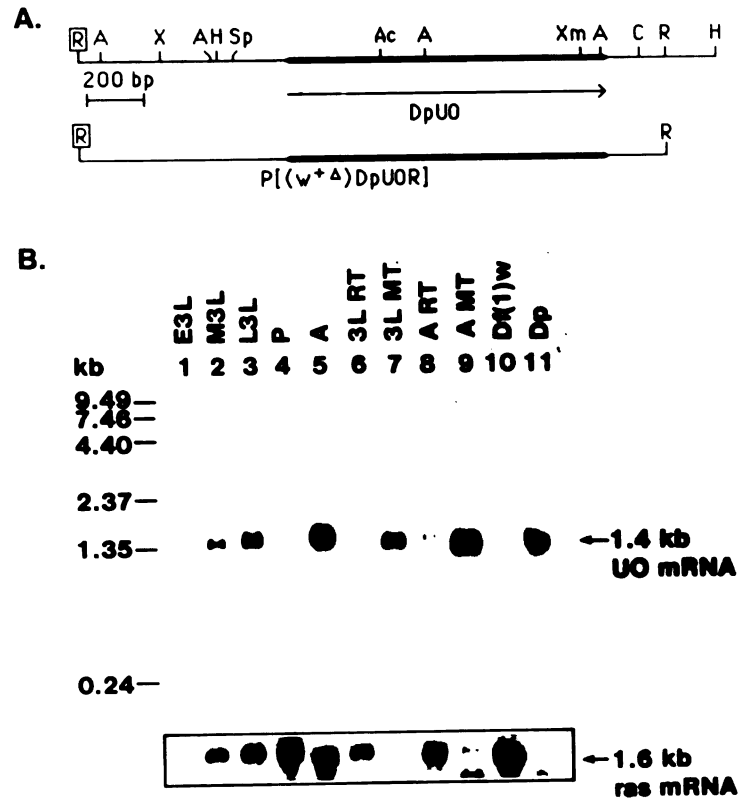 A.
R A X A H Sp Ac A Xm A C R H
200 bp
DpUO
R R
P[(w+Δ)DpUOR]
B.
E3L M3L L3L P A 3L RT 3L MT A RT A MT Df(1)w Dp
kb 1 2 3 4 5 6 7 8 9 10 11
9.49
7.46
4.40
2.37
1.35
←1.4 kb
UO mRNA
0.24
←1.6 kb
ras mRNA